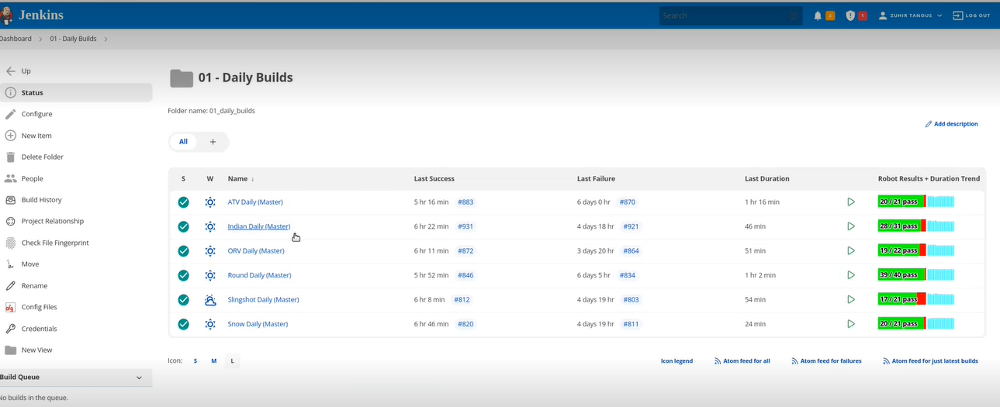 Jenkins
Search
1
ZUHIR TANOUS
LOG OUT
Dashboard > 01 - Daily Builds >
Up
Status
Configure
New Item
Delete Folder
People
Build History
Project Relationship
Check File Fingerprint
Move
Rename
Config Files
Credentials
New View
Build Queue
No builds in the queue.
01 - Daily Builds
Folder name: 01_daily_builds
Add description
All +
S W Name ↓ Last Success Last Failure Last Duration Robot Results + Duration Trend
ATV Daily (Master) 5 hr 16 min #883 6 days 0 hr #870 1 hr 16 min 20 / 21 pass
Indian Daily (Master) 6 hr 22 min #931 4 days 18 hr #921 46 min 28 / 31 pass
ORV Daily (Master) 6 hr 11 min #872 3 days 20 hr #864 51 min 19 / 22 pass
Round Daily (Master) 5 hr 52 min #846 6 days 5 hr #834 1 hr 2 min 39 / 40 pass
Slingshot Daily (Master) 6 hr 8 min #812 4 days 19 hr #803 54 min 17 / 21 pass
Snow Daily (Master) 6 hr 46 min #820 4 days 19 hr #811 24 min 20 / 21 pass
Icon: S M L
Icon legend Atom feed for all Atom feed for failures Atom feed for just latest builds